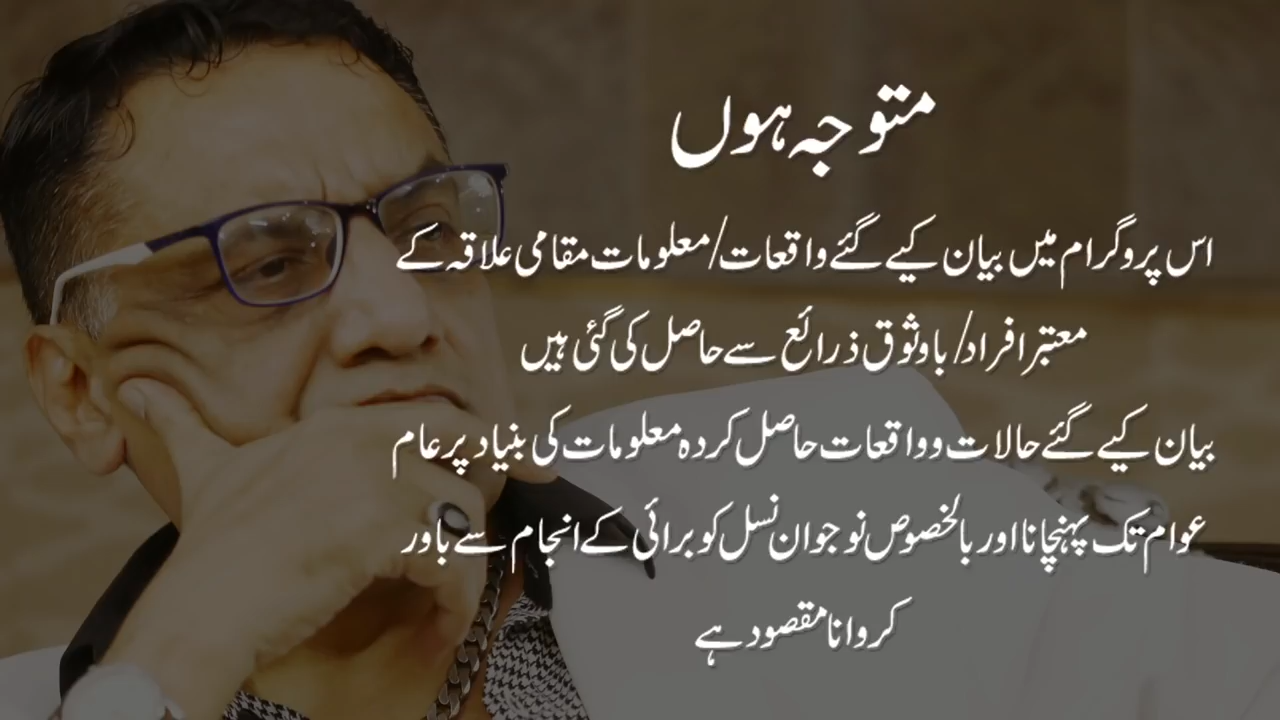 متوجہ ہوں
اس پروگرام میں بیان کیے گئے واقعات/معلومات مقامی علاقہ کے
معتبر افراد/ باوثوق ذرائع سے حاصل کی گئی ہیں
بیان کیے گئے حالات و واقعات حاصل کردہ معلومات کی بنیاد پر عام
عوام تک پہنچانا اور بالخصوص نوجوان نسل کو برائی کے انجام سے باور
کروانا مقصود ہے